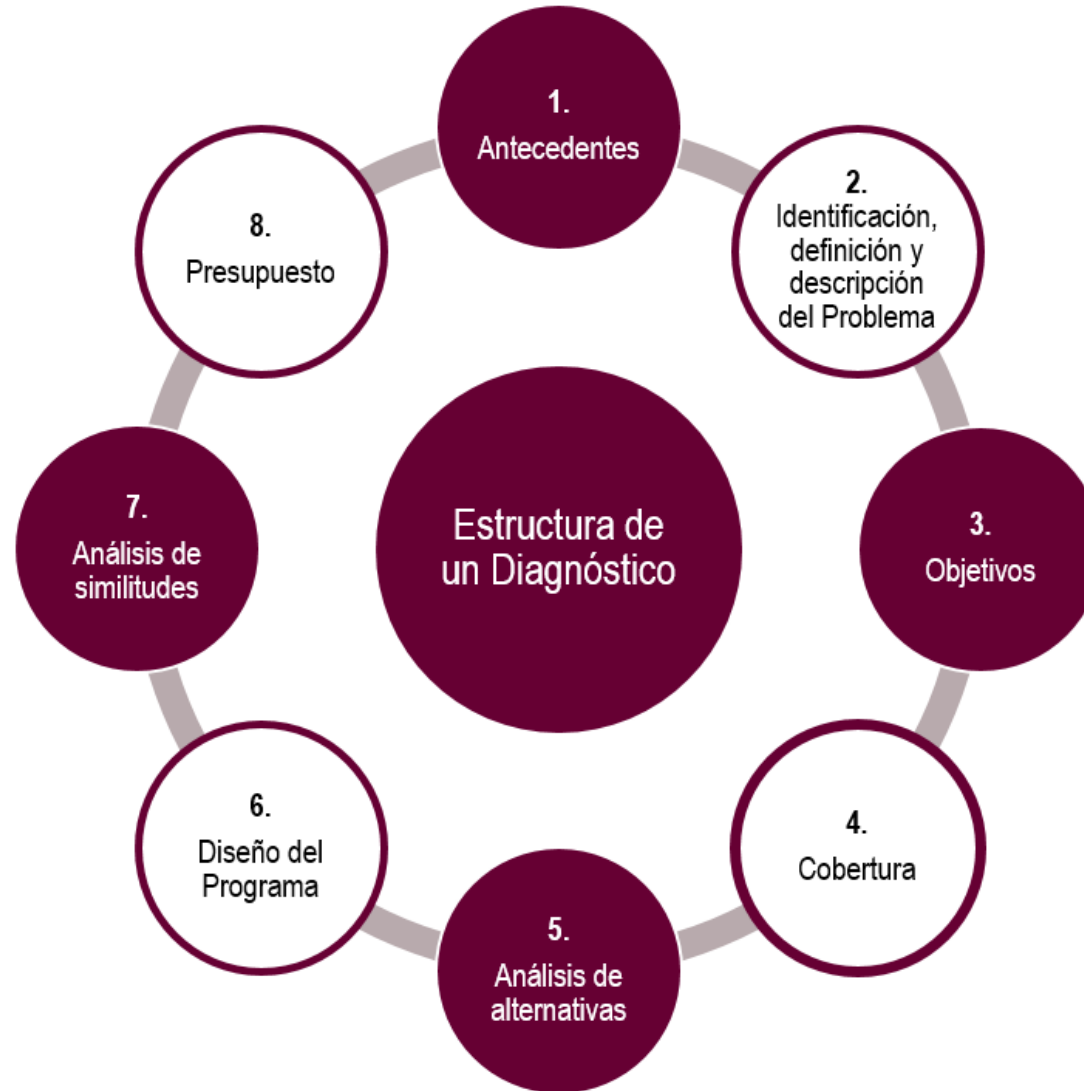 1.
Antecedentes
2.
Identificación,
definición y
descripción
del Problema
3.
Objetivos
4.
Cobertura
5.
Análisis de
alternativas
6.
Diseño del
Programa
7.
Análisis de
similitudes
8.
Presupuesto
Estructura de
un Diagnóstico